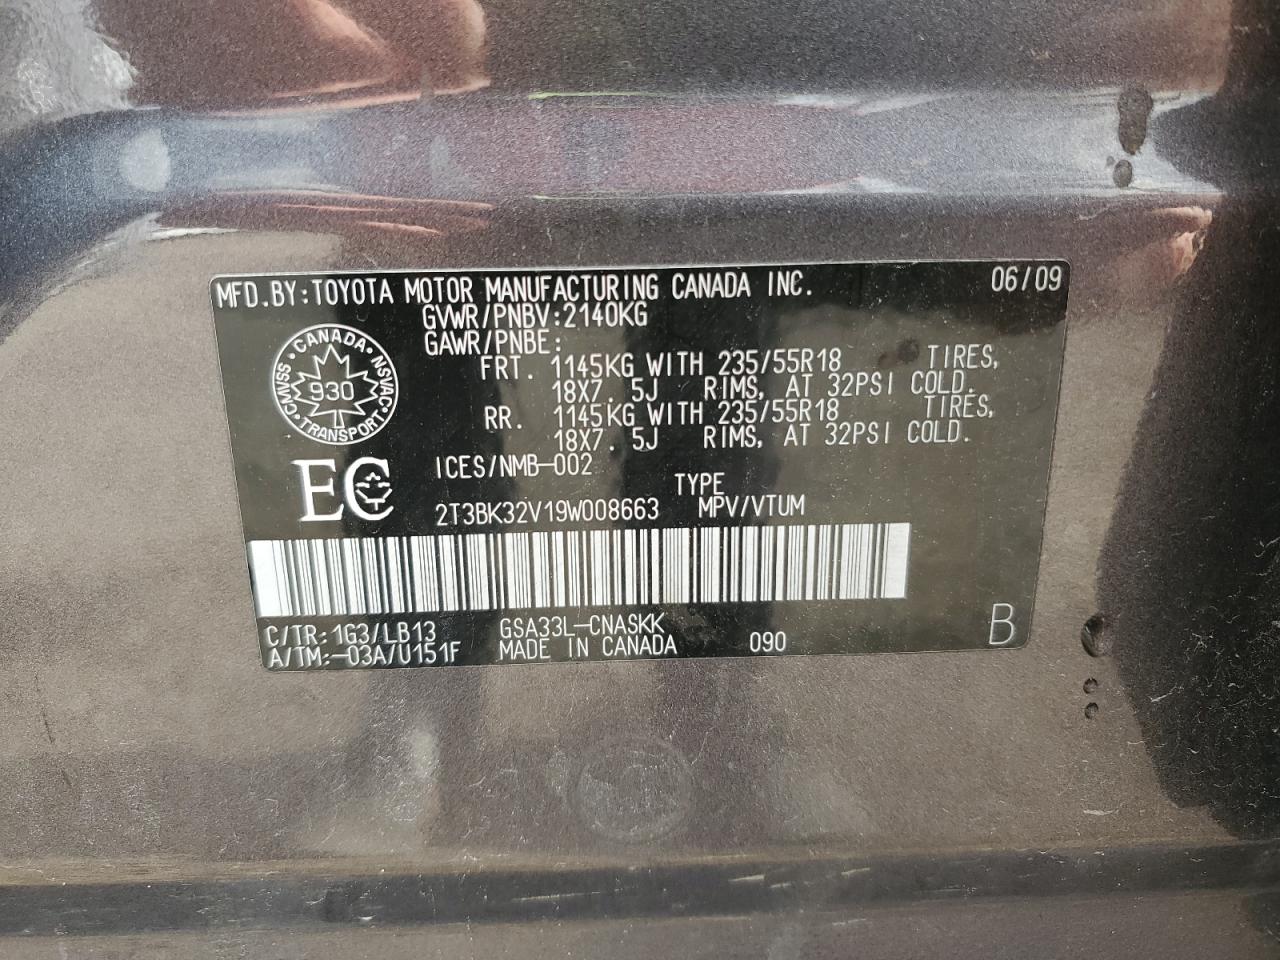 MFD.BY:TOYOTA MOTOR MANUFACTURING CANADA INC. 06/09
GVWR/PNBV:2140KG
GAWR/PNBE:
FRT. 1145KG WITH 235/55R18 TIRES,
18X7.5J RIMS, AT 32PSI COLD.
RR. 1145KG WITH 235/55R18 TIRES,
18X7.5J RIMS, AT 32PSI COLD.
CANADA · NSVAC · TRANSPORT · CMVSS ·
930
EC
ICES/NMB-002
TYPE
2T3BK32V19W008663 MPV/VTUM
C/TR:1G3/LB13 GSA33L-CNASKK
A/TM:-03A/U151F MADE IN CANADA 090 B